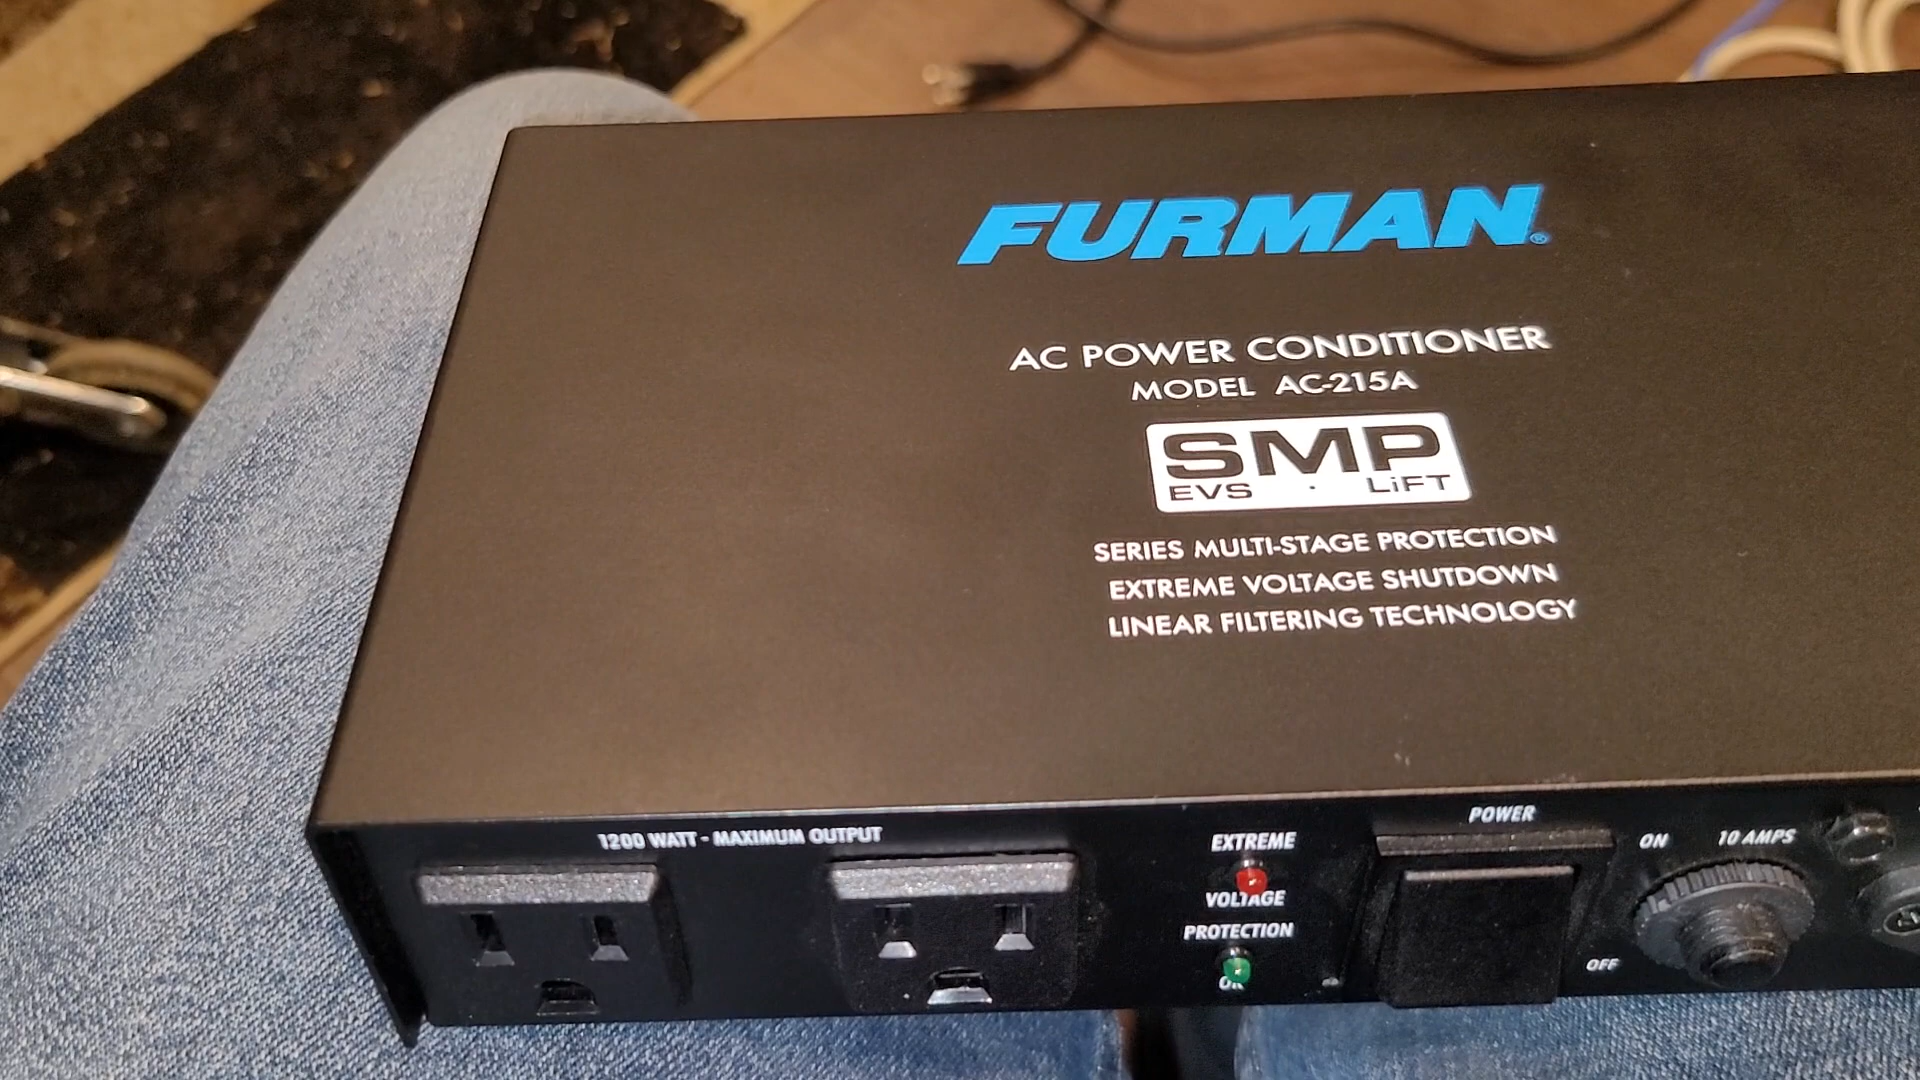 FURMAN®
AC POWER CONDITIONER
MODEL AC-215A
SMP
EVS · LiFT
SERIES MULTI-STAGE PROTECTION
EXTREME VOLTAGE SHUTDOWN
LINEAR FILTERING TECHNOLOGY
1200 WATT - MAXIMUM OUTPUT
EXTREME
VOLTAGE
PROTECTION
OK
POWER
ON
OFF
10 AMPS